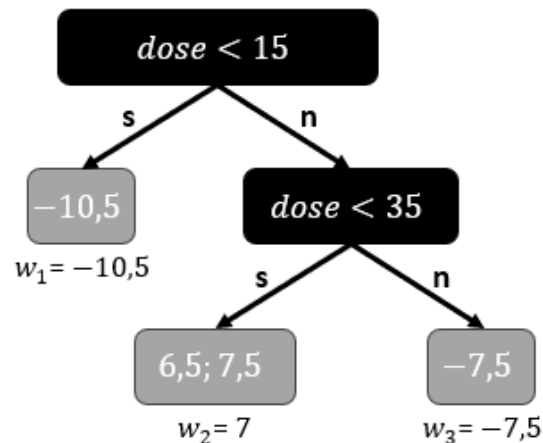 dose < 15
s n
−10,5 dose < 35
w₁= −10,5
s n
6,5; 7,5 −7,5
w₂= 7 w₃= −7,5